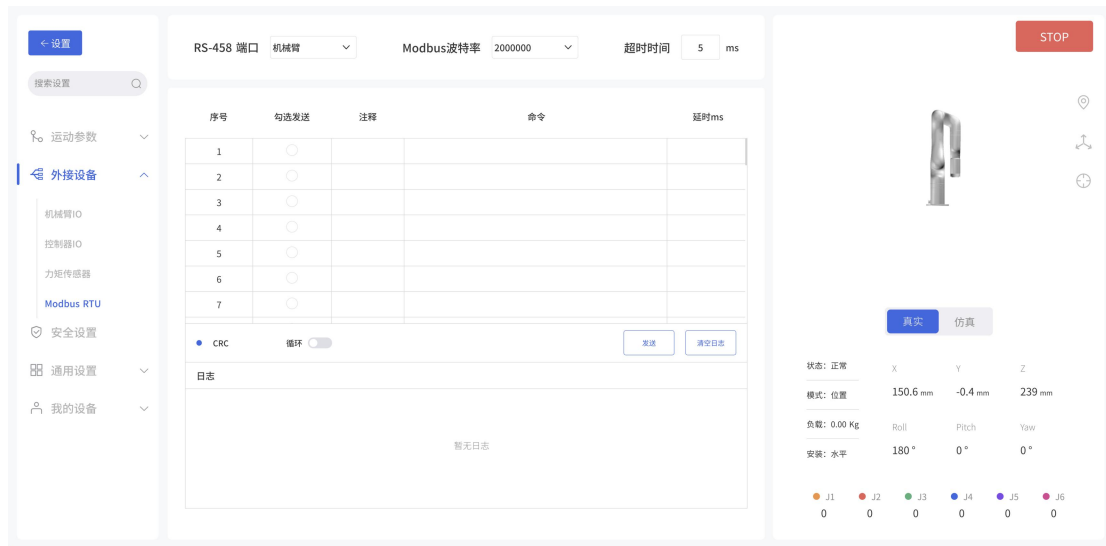 ← 设置
搜索设置
运动参数
外接设备
机械臂IO
控制器IO
力矩传感器
Modbus RTU
安全设置
通用设置
我的设备
RS-458 端口 机械臂 Modbus波特率 2000000 超时时间 5 ms
序号 勾选发送 注释 命令 延时ms
1
2
3
4
5
6
7
CRC 循环 发送 清空日志
日志
暂无日志
STOP
真实 仿真
状态：正常
模式：位置
负载：0.00 Kg
安装：水平
X Y Z
150.6 mm -0.4 mm 239 mm
Roll Pitch Yaw
180 ° 0 ° 0 °
J1 J2 J3 J4 J5 J6
0 0 0 0 0 0